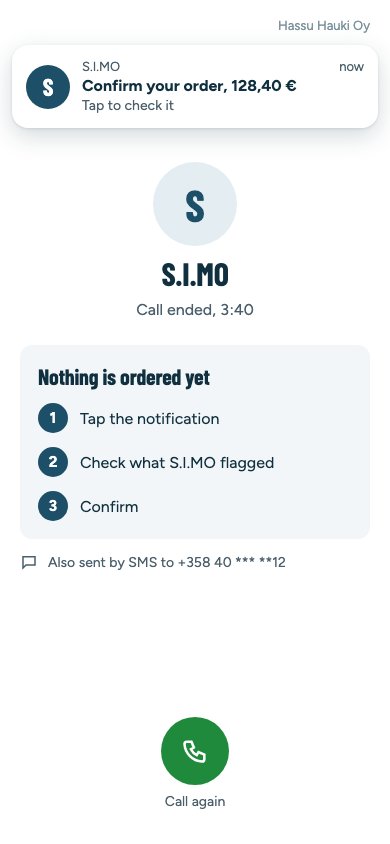 Hassu Hauki Oy
S
S.I.MO
now
Confirm your order, 128,40 €
Tap to check it
S
S.I.MO
Call ended, 3:40
Nothing is ordered yet
1 Tap the notification
2 Check what S.I.MO flagged
3 Confirm
Also sent by SMS to +358 40 *** **12
Call again